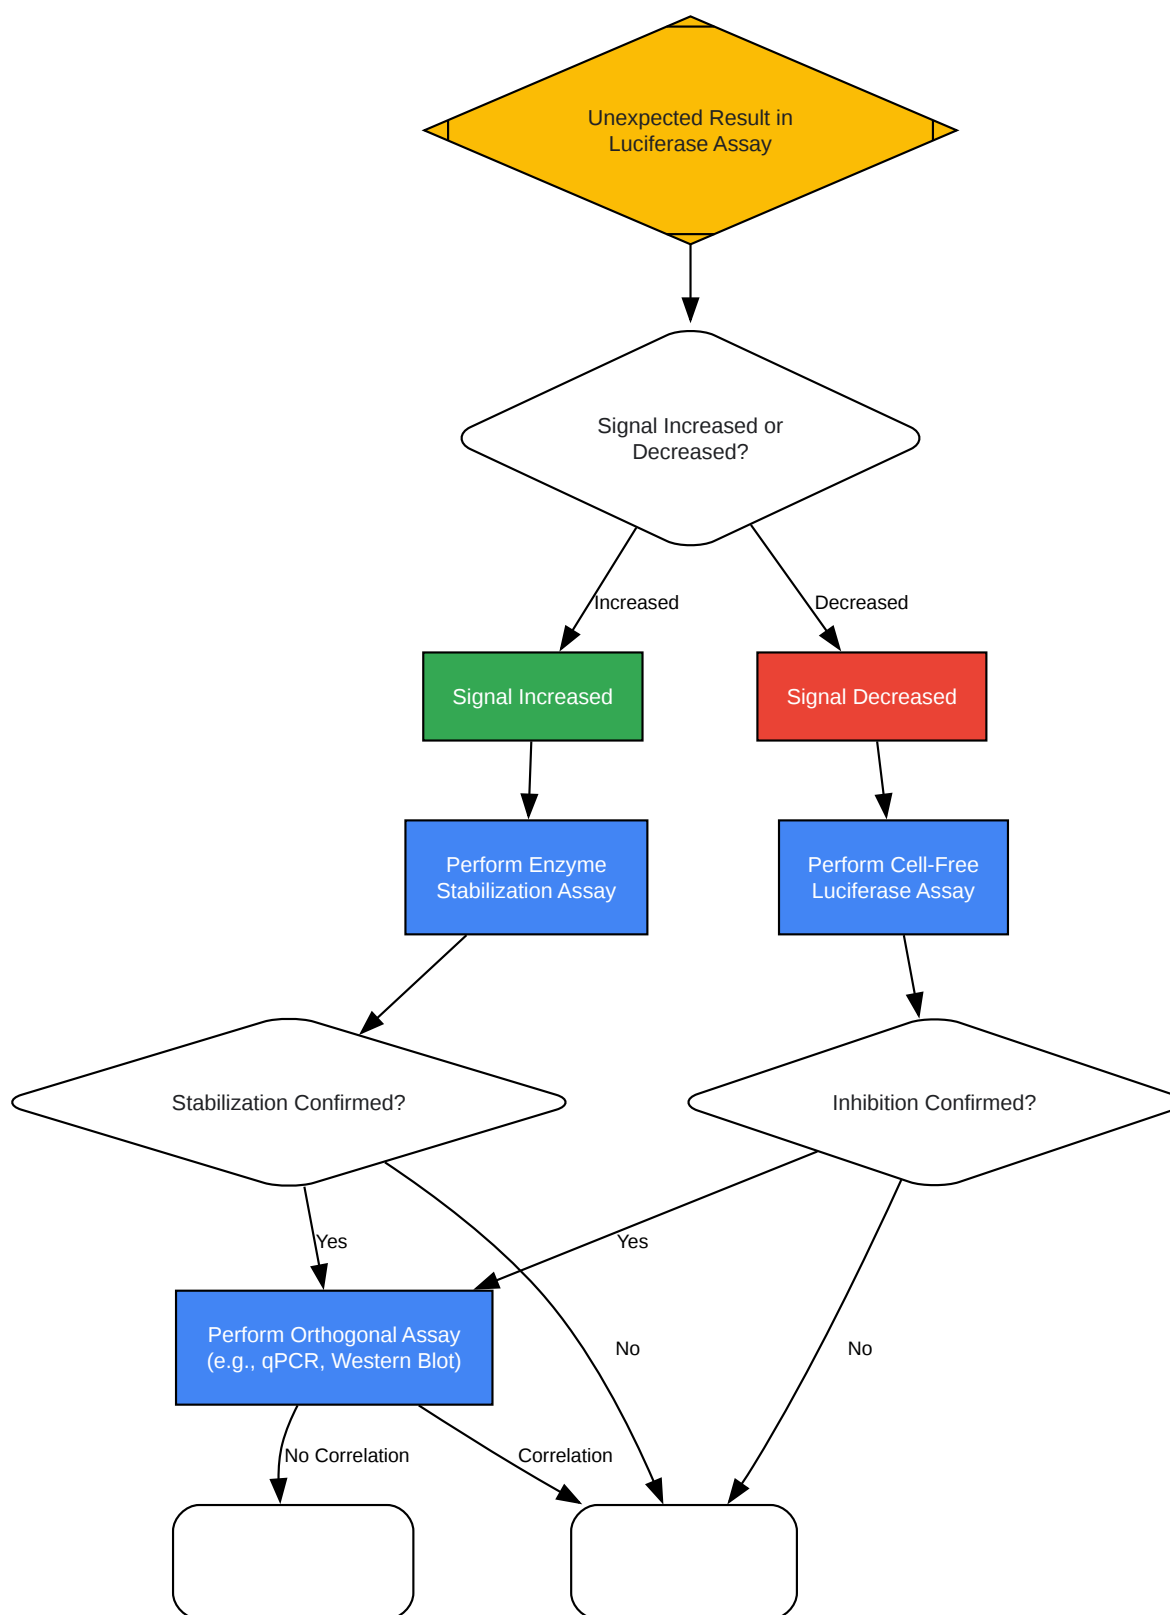 Unexpected Result in
Luciferase Assay
Signal Increased or
Decreased?
Increased
Decreased
Signal Increased
Signal Decreased
Perform Enzyme
Stabilization Assay
Perform Cell-Free
Luciferase Assay
Stabilization Confirmed?
Inhibition Confirmed?
Yes
Yes
Perform Orthogonal Assay
(e.g., qPCR, Western Blot)
No
No
No Correlation
Correlation